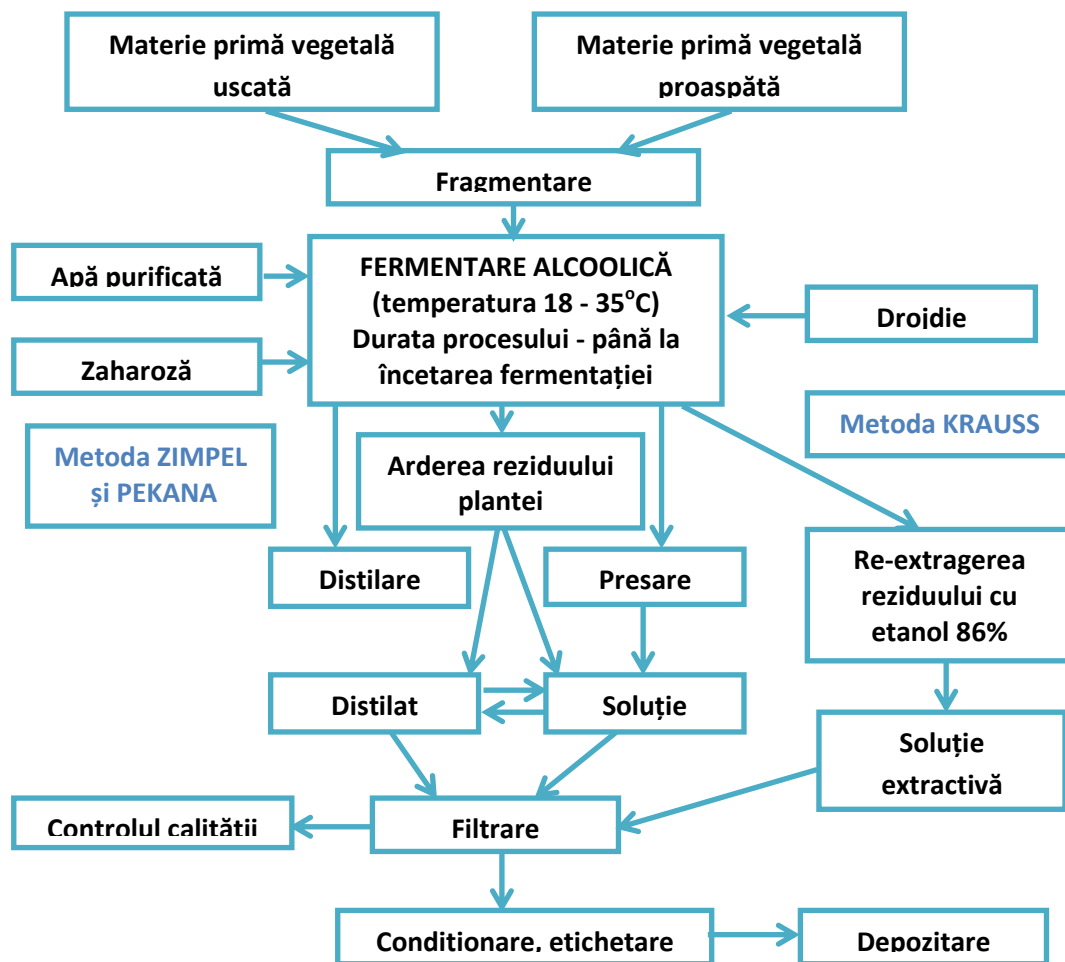 Materie primă vegetală
uscată
Materie primă vegetală
proaspătă
Fragmentare
Apă purificată
FERMENTARE ALCOOLICĂ
(temperatura 18 - 35°C)
Durata procesului - până la
încetarea fermentației
Drojdie
Zaharoză
Metoda ZIMPEL
și PEKANA
Arderea reziduului
plantei
Metoda KRAUSS
Distilare
Presare
Re-extragerea
reziduului cu
etanol 86%
Distilat
Soluție
Soluție
extractivă
Controlul calității
Filtrare
Conditionare, etichetare
Depozitare